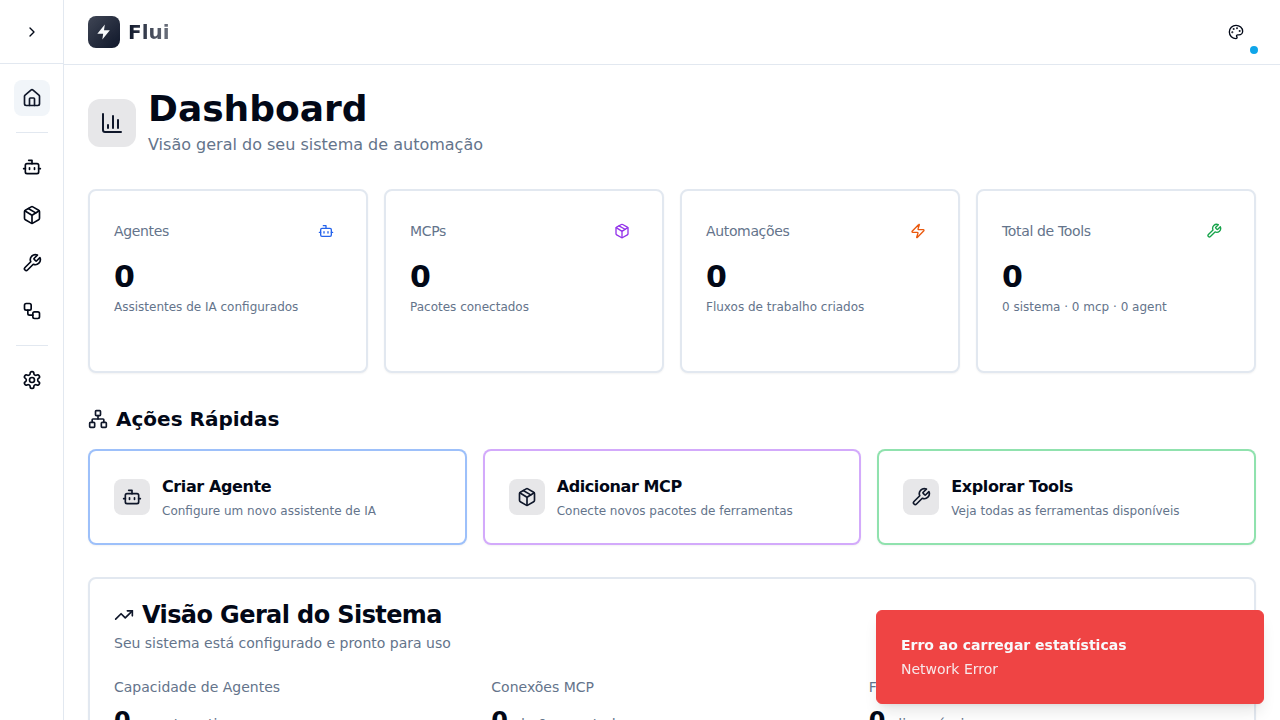 Flui
Dashboard
Visão geral do seu sistema de automação
Agentes
0
Assistentes de IA configurados
MCPs
0
Pacotes conectados
Automações
0
Fluxos de trabalho criados
Total de Tools
0
0 sistema · 0 mcp · 0 agent
Ações Rápidas
Criar Agente
Configure um novo assistente de IA
Adicionar MCP
Conecte novos pacotes de ferramentas
Explorar Tools
Veja todas as ferramentas disponíveis
Visão Geral do Sistema
Seu sistema está configurado e pronto para uso
Capacidade de Agentes
0
Conexões MCP
0
0
Erro ao carregar estatísticas
Network Error